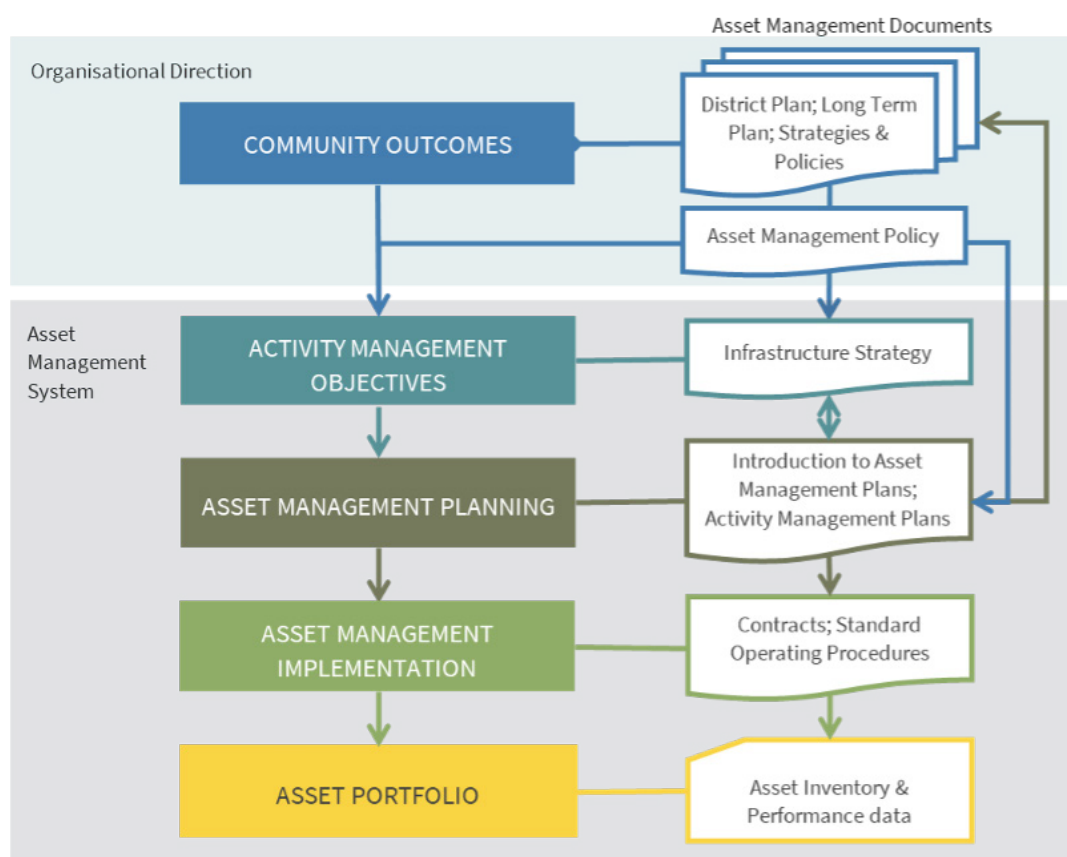 Asset Management Documents
Organisational Direction
COMMUNITY OUTCOMES
District Plan; Long Term
Plan; Strategies &
Policies
Asset Management Policy
Asset
Management
System
ACTIVITY MANAGEMENT
OBJECTIVES
Infrastructure Strategy
ASSET MANAGEMENT PLANNING
Introduction to Asset
Management Plans;
Activity Management Plans
ASSET MANAGEMENT
IMPLEMENTATION
Contracts; Standard
Operating Procedures
ASSET PORTFOLIO
Asset Inventory &
Performance data